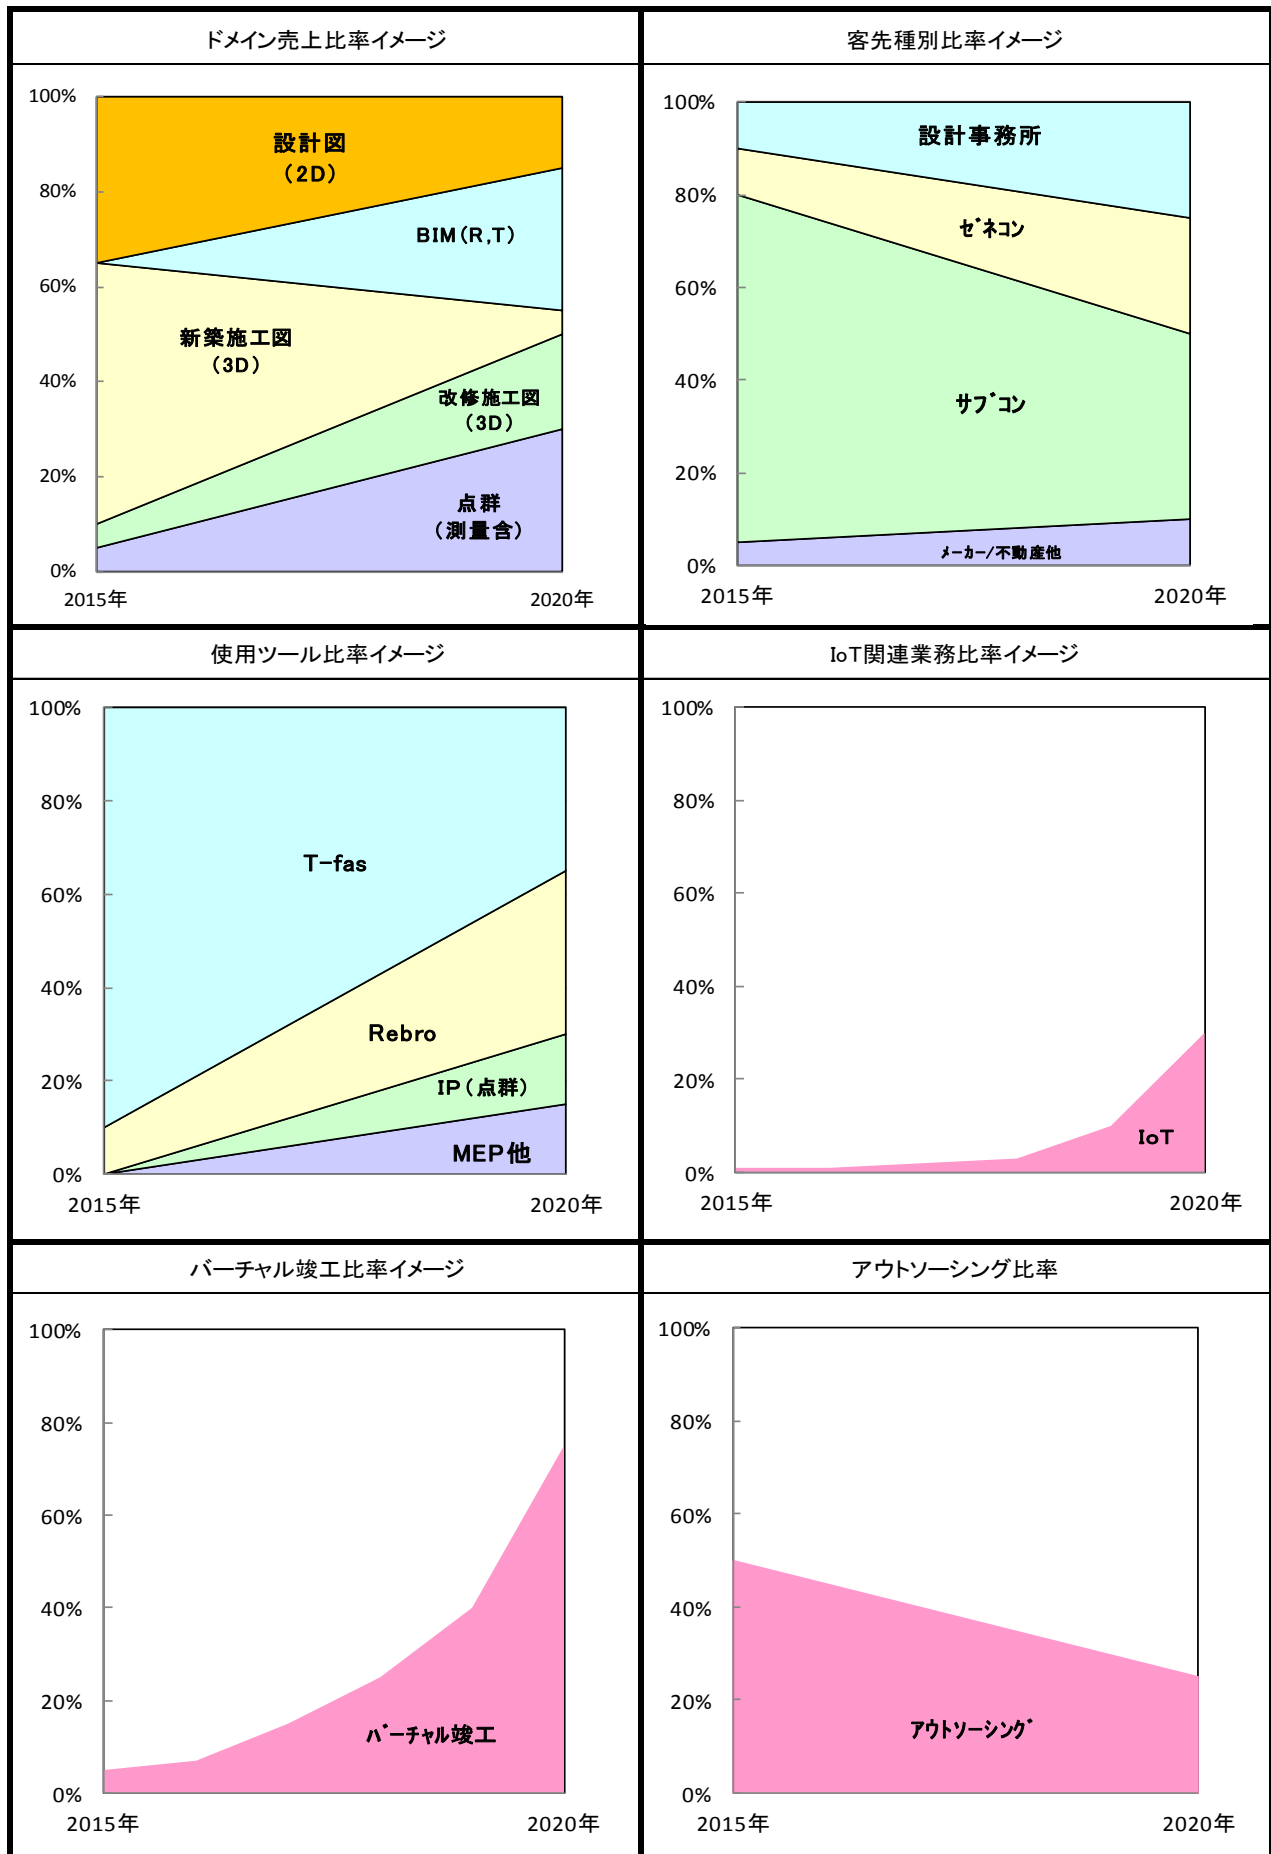 ドメイン売上比率イメージ
100%
80%
60%
40%
20%
0%
設計図
（2D）
BIM(R,T)
新築施工図
（3D）
改修施工図
（3D）
点群
（測量含）
2015年
2020年
客先種別比率イメージ
100%
80%
60%
40%
20%
0%
設計事務所
ｾﾞﾈｺﾝ
ｻﾌﾞｺﾝ
ﾒｰｶｰ/不動産他
2015年
2020年
使用ツール比率イメージ
100%
80%
60%
40%
20%
0%
T-fas
Rebro
IP（点群）
MEP他
2015年
2020年
IoT関連業務比率イメージ
100%
80%
60%
40%
20%
0%
IoT
2015年
2020年
バーチャル竣工比率イメージ
100%
80%
60%
40%
20%
0%
ﾊﾞｰﾁｬﾙ竣工
2015年
2020年
アウトソーシング比率
100%
80%
60%
40%
20%
0%
ｱｳﾄｿｰｼﾝｸﾞ
2015年
2020年